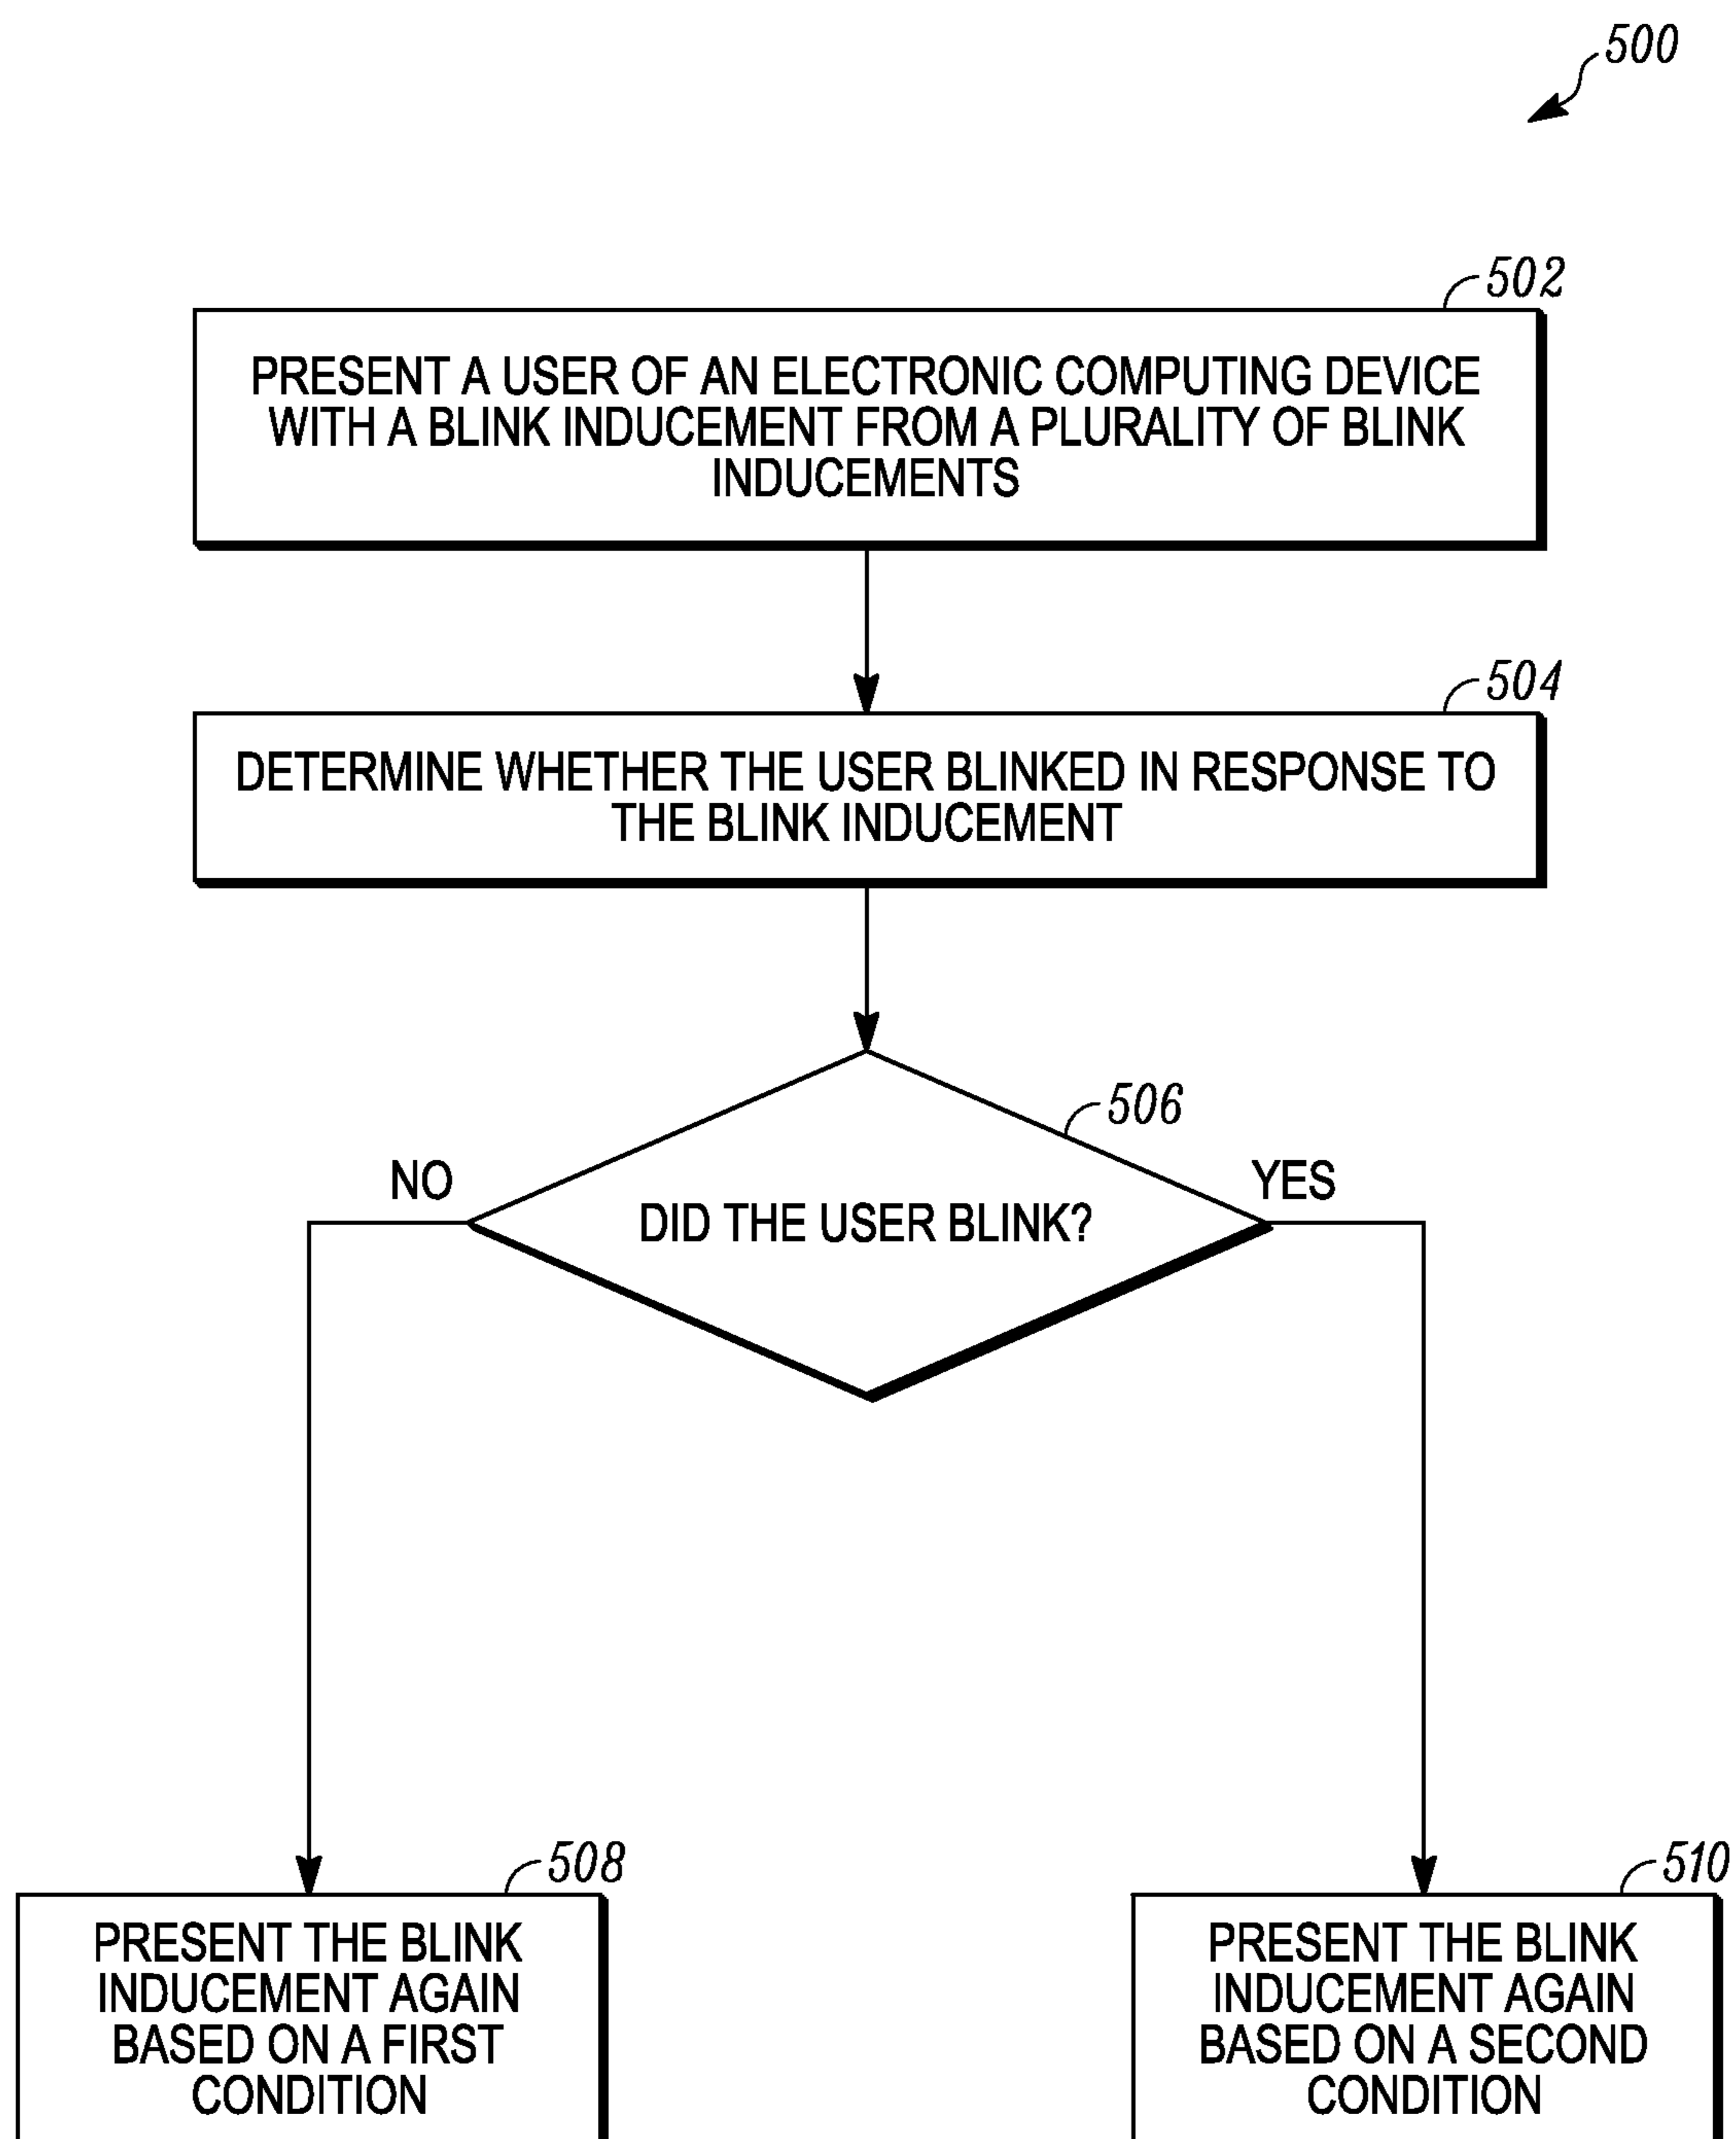 500
502
PRESENT A USER OF AN ELECTRONIC COMPUTING DEVICE
WITH A BLINK INDUCEMENT FROM A PLURALITY OF BLINK
INDUCEMENTS
504
DETERMINE WHETHER THE USER BLINKED IN RESPONSE TO
THE BLINK INDUCEMENT
506
NO
YES
DID THE USER BLINK?
508
PRESENT THE BLINK
INDUCEMENT AGAIN
BASED ON A FIRST
CONDITION
510
PRESENT THE BLINK
INDUCEMENT AGAIN
BASED ON A SECOND
CONDITION